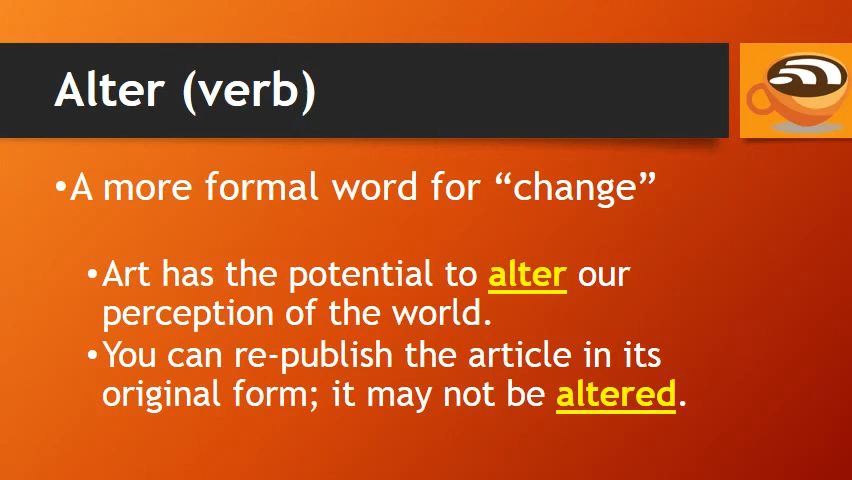 Alter (verb)
•A more formal word for “change”
•Art has the potential to alter our
perception of the world.
•You can re-publish the article in its
original form; it may not be altered.